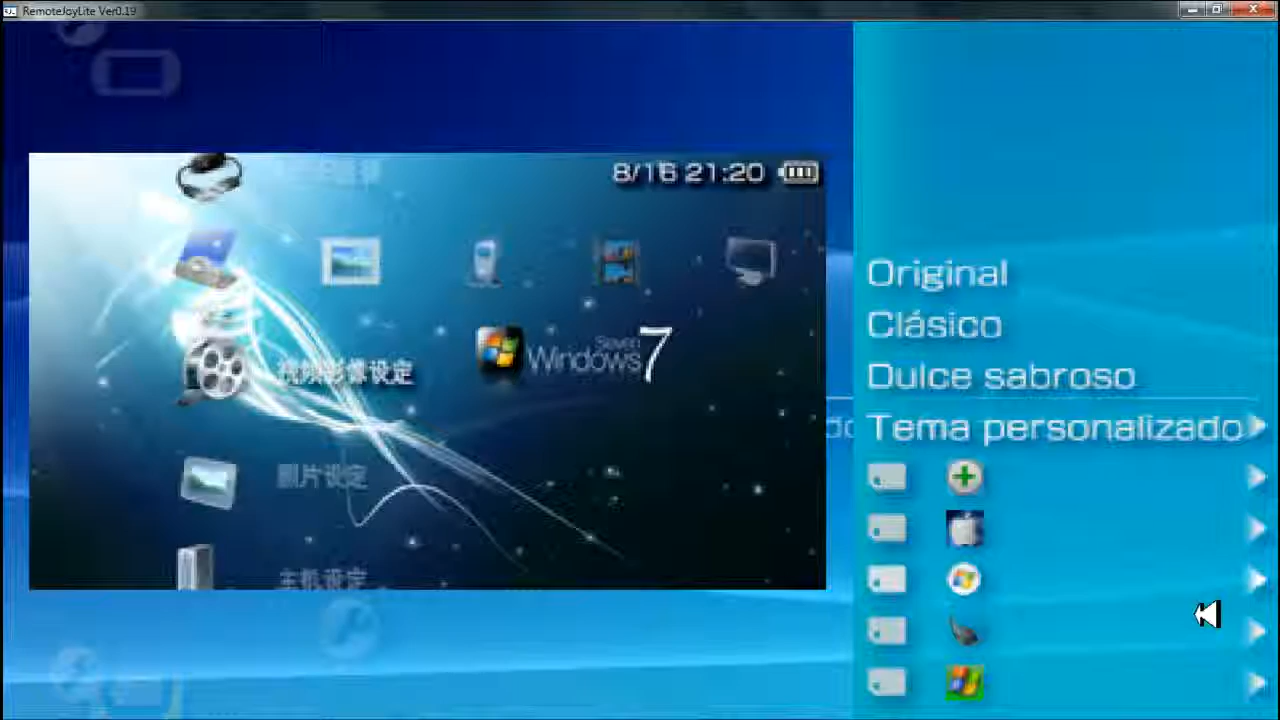 RemoteJoyLite Ver0.19
8/16 21:20
Seven
Windows 7
视频影像设定
照片设定
主机设定
Original
Clásico
Dulce sabroso
Tema personalizado